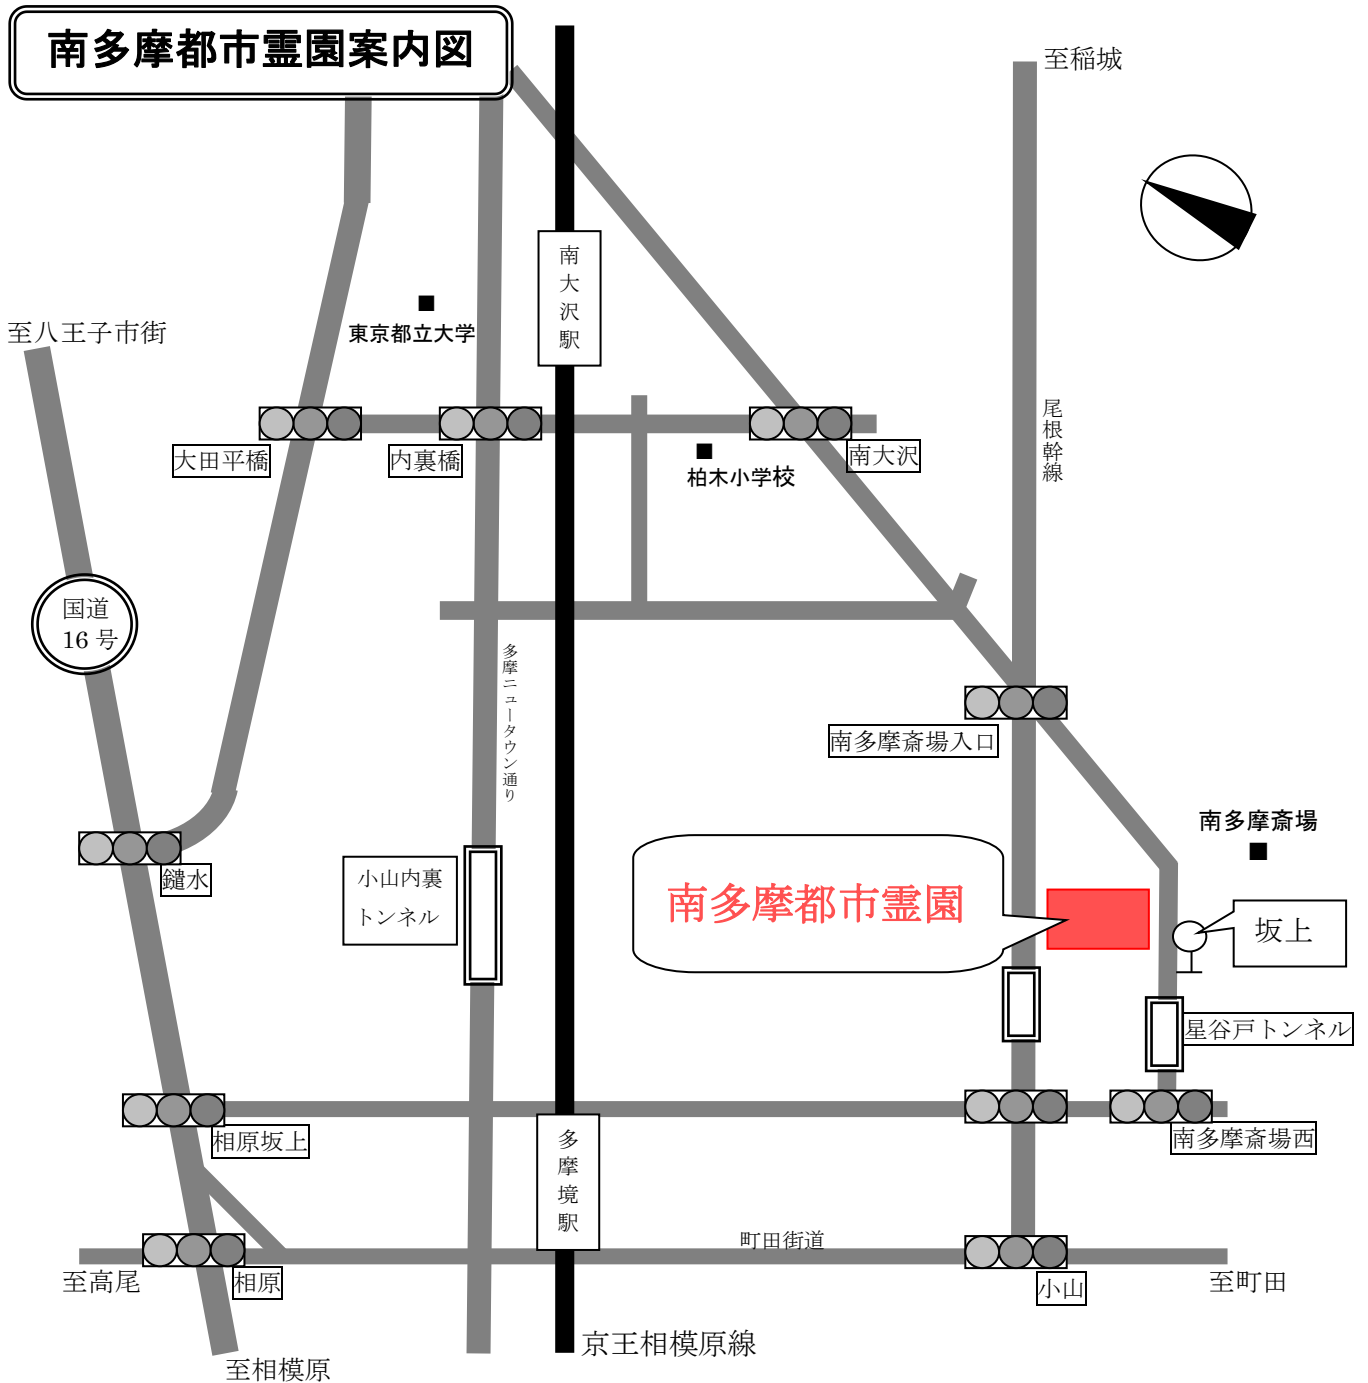 南多摩都市霊園案内図
至稲城
南大沢駅
至八王子市街
東京都立大学
尾根幹線
大田平橋
内裏橋
南大沢
柏木小学校
国道
16 号
多摩ニュータウン通り
南多摩斎場入口
南多摩斎場
鑓水
小山内裏
トンネル
南多摩都市霊園
坂上
星谷戸トンネル
相原坂上
南多摩斎場西
多摩境駅
町田街道
至高尾
相原
小山
至町田
京王相模原線
至相模原